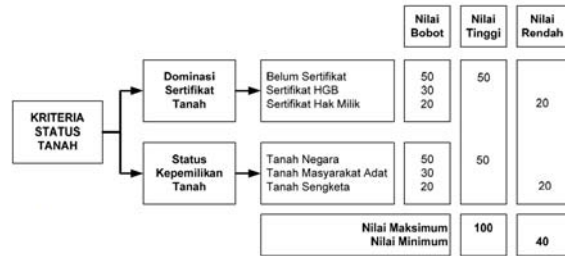 Nilai Bobot
Nilai Tinggi
Nilai Rendah
KRITERIA
STATUS
TANAH
Dominasi
Sertifikat
Tanah
Belum Sertifikat 50 50
Sertifikat HGB 30
Sertifikat Hak Milik 20 20
Status
Kepemilikan
Tanah
Tanah Negara 50 50
Tanah Masyarakat Adat 30
Tanah Sengketa 20 20
Nilai Maksimum 100
Nilai Minimum 40